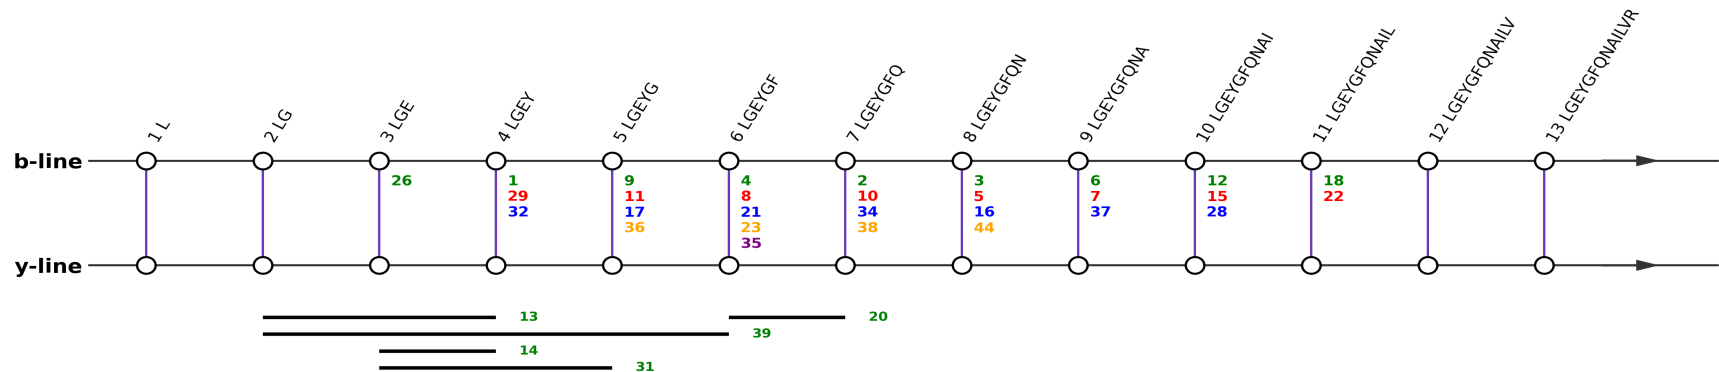 1 L
2 LG
3 LGE
4 LGEY
5 LGEYG
6 LGEYGF
7 LGEYGFQ
8 LGEYGFQN
9 LGEYGFQNA
10 LGEYGFQNAI
11 LGEYGFQNAIL
12 LGEYGFQNAILV
13 LGEYGFQNAILVR
b-line
26 1 9 4 2 3 6 12 18
29 11 8 10 5 7 15 22
32 17 21 34 16 37 28
36 23 38 44
35
y-line
13 20
39
14
31